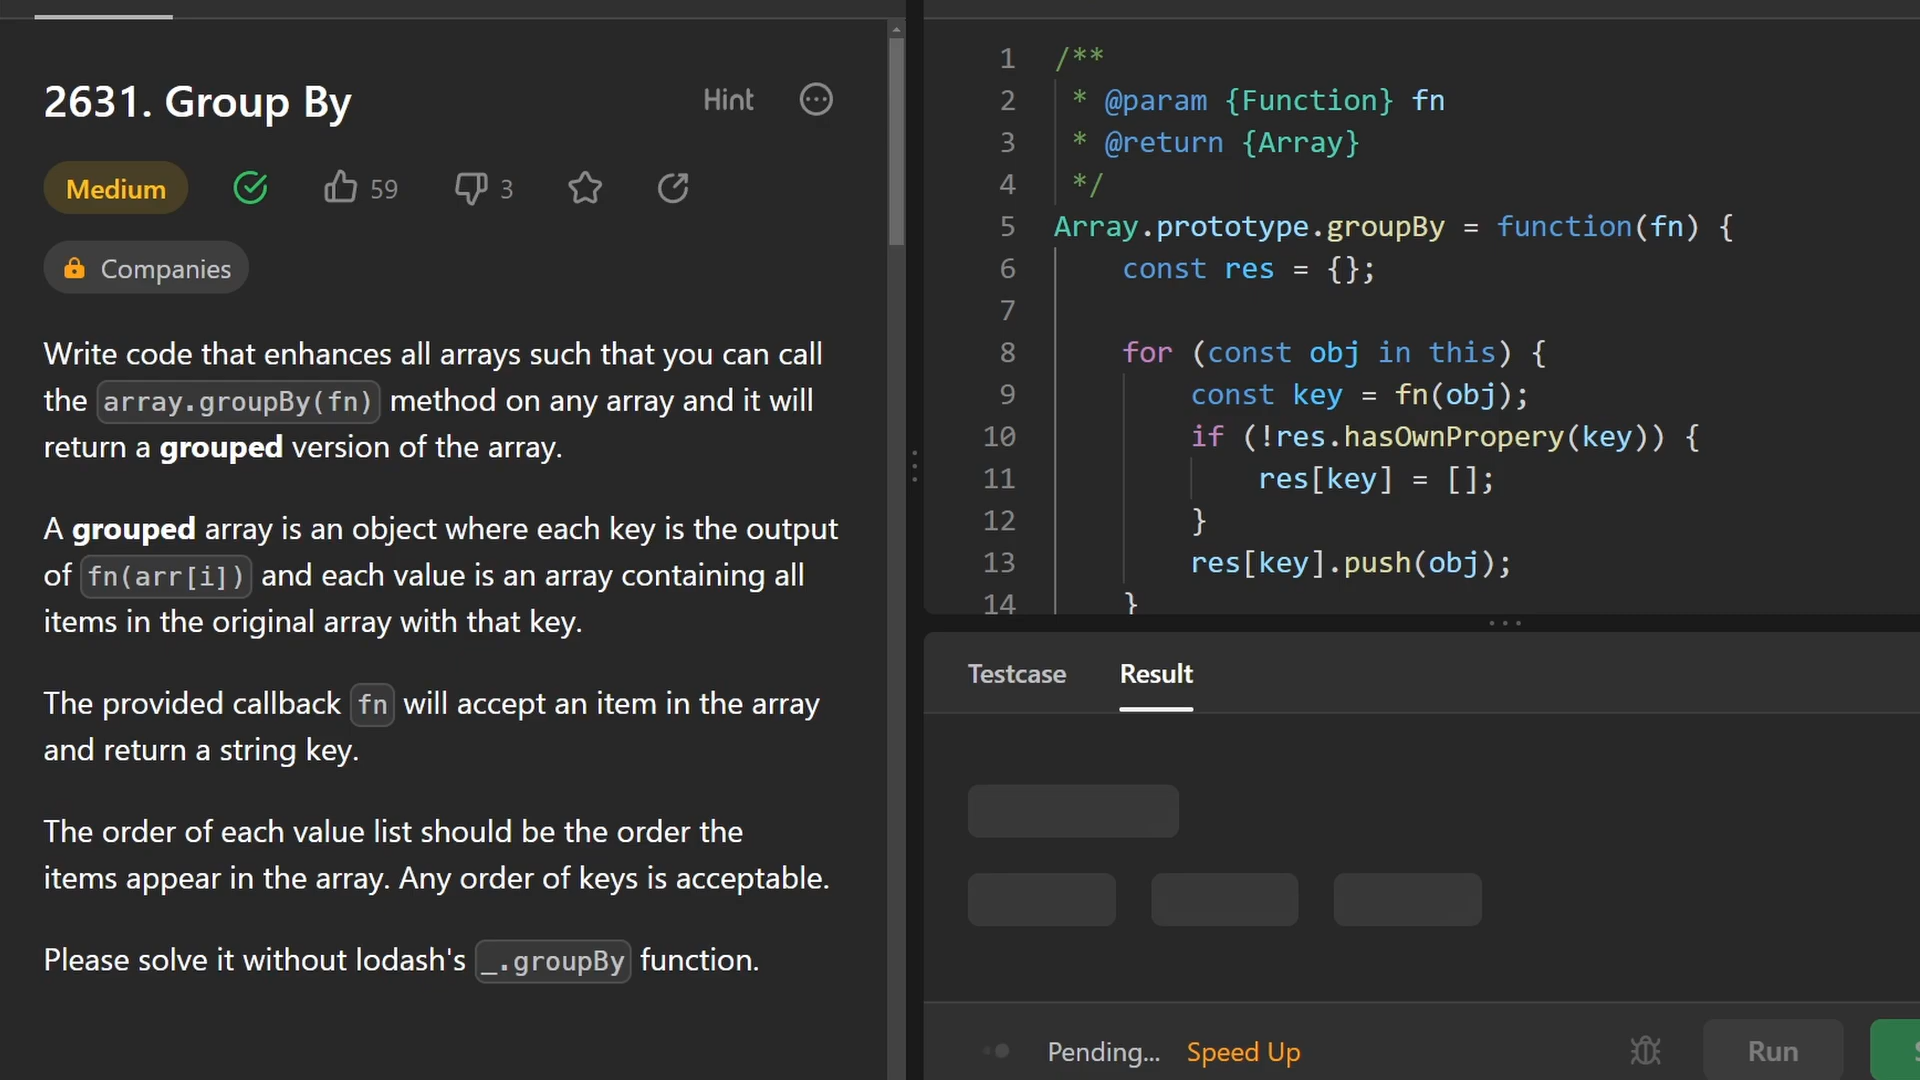 2631. Group By
Hint
Medium
59
3
Companies
Write code that enhances all arrays such that you can call
the array.groupBy(fn) method on any array and it will
return a grouped version of the array.
A grouped array is an object where each key is the output
of fn(arr[i]) and each value is an array containing all
items in the original array with that key.
The provided callback fn will accept an item in the array
and return a string key.
The order of each value list should be the order the
items appear in the array. Any order of keys is acceptable.
Please solve it without lodash's _.groupBy function.
1 /**
2 * @param {Function} fn
3 * @return {Array}
4 */
5 Array.prototype.groupBy = function(fn) {
6 const res = {};
7
8 for (const obj in this) {
9 const key = fn(obj);
10 if (!res.hasOwnPropery(key)) {
11 res[key] = [];
12 }
13 res[key].push(obj);
14 }
Testcase
Result
Pending...
Speed Up
Run